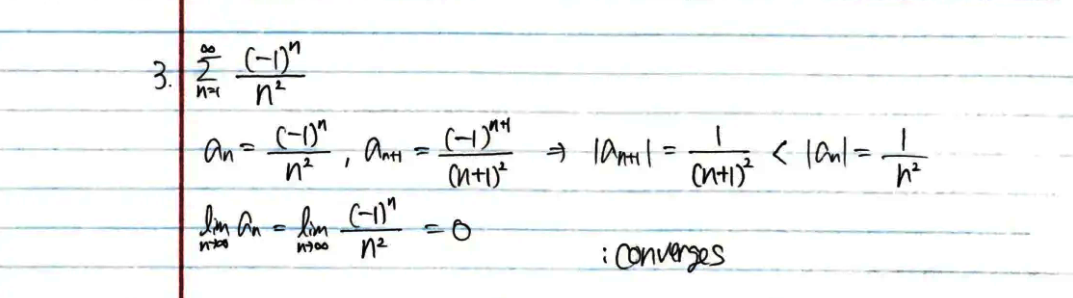 3. $\sum_{n=1}^{\infty} \frac{(-1)^n}{n^2}$
$a_n = \frac{(-1)^n}{n^2}, a_{n+1} = \frac{(-1)^{n+1}}{(n+1)^2} \Rightarrow |a_{n+1}| = \frac{1}{(n+1)^2} < |a_n| = \frac{1}{n^2}$
$\lim_{n \to \infty} a_n = \lim_{n \to \infty} \frac{(-1)^n}{n^2} = 0$
: converges